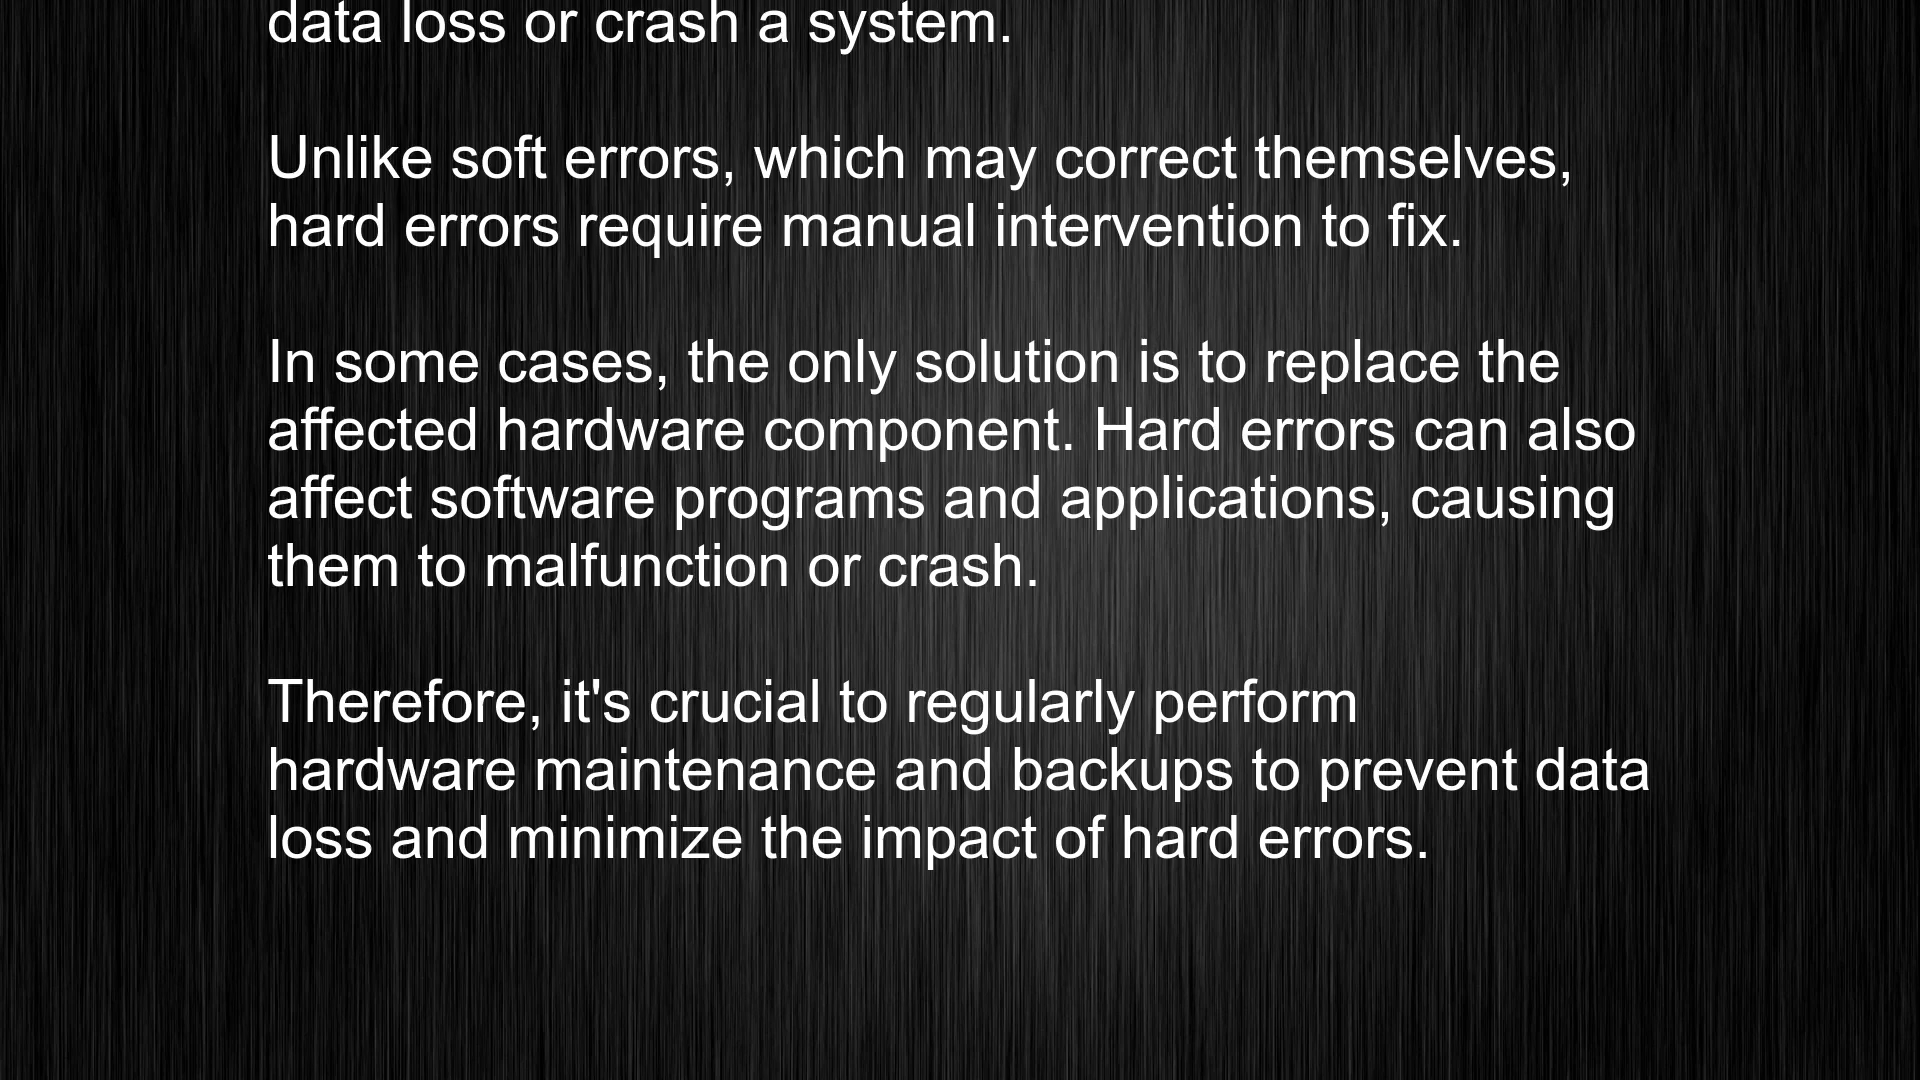 data loss or crash a system.
Unlike soft errors, which may correct themselves,
hard errors require manual intervention to fix.
In some cases, the only solution is to replace the
affected hardware component. Hard errors can also
affect software programs and applications, causing
them to malfunction or crash.
Therefore, it's crucial to regularly perform
hardware maintenance and backups to prevent data
loss and minimize the impact of hard errors.